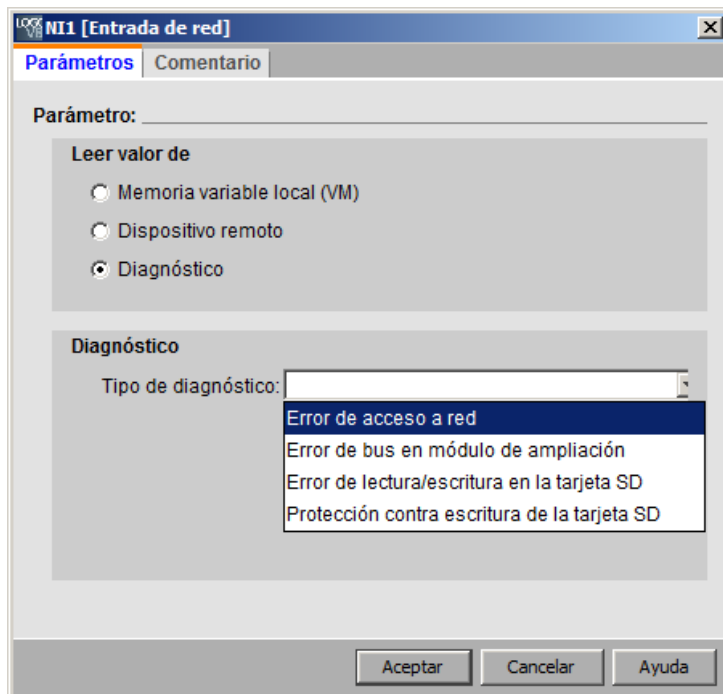 NI1 [Entrada de red]
Parámetros Comentario
Parámetro:
Leer valor de
Memoria variable local (VM)
Dispositivo remoto
Diagnóstico
Diagnóstico
Tipo de diagnóstico:
Error de acceso a red
Error de bus en módulo de ampliación
Error de lectura/escritura en la tarjeta SD
Protección contra escritura de la tarjeta SD
Aceptar Cancelar Ayuda